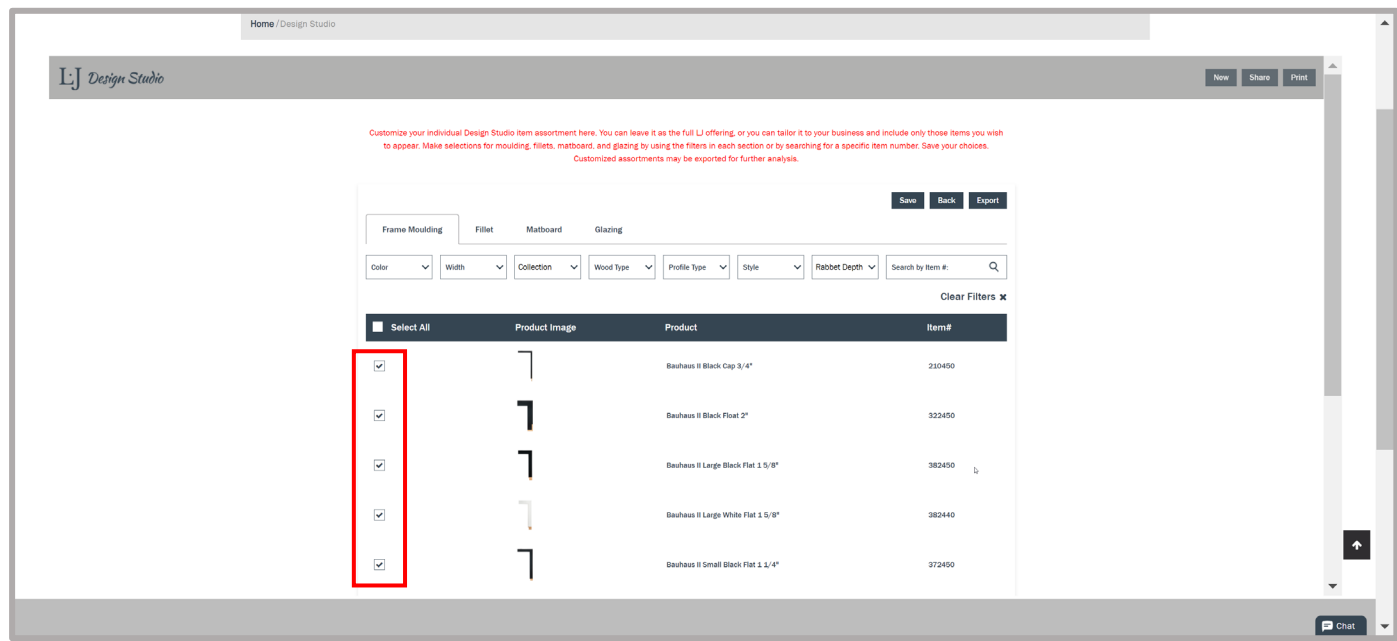 Home / Design Studio
LJ Design Studio
New Share Print
Customize your individual Design Studio item assortment here. You can leave it as the full LJ offering, or you can tailor it to your business and include only those items you wish
to appear. Make selections for moulding, fillets, matboard, and glazing by using the filters in each section or by searching for a specific item number. Save your choices.
Customized assortments may be exported for further analysis.
Save Back Export
Frame Moulding Fillet Matboard Glazing
Color Width Collection Wood Type Profile Type Style Rabbet Depth Search by Item #:
Clear Filters x
Select All Product Image Product Item#
Bauhaus II Black Cap 3/4" 210450
Bauhaus II Black Float 2" 322450
Bauhaus II Large Black Flat 1 5/8" 382450
Bauhaus II Large White Flat 1 5/8" 382440
Bauhaus II Small Black Flat 1 1/4" 372450
Chat